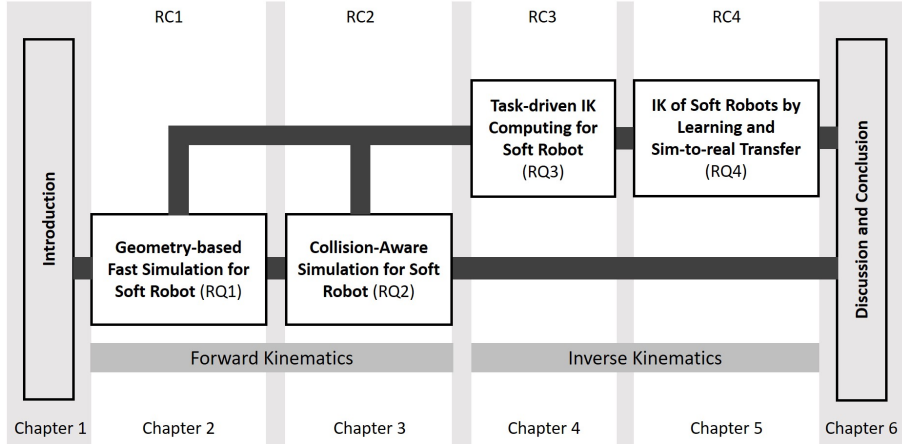 RC1
RC2
RC3
RC4
Introduction
Geometry-based
Fast Simulation for
Soft Robot (RQ1)
Collision-Aware
Simulation for Soft
Robot (RQ2)
Task-driven IK
Computing for
Soft Robot
(RQ3)
IK of Soft Robots by
Learning and
Sim-to-real Transfer
(RQ4)
Discussion and Conclusion
Forward Kinematics
Inverse Kinematics
Chapter 1
Chapter 2
Chapter 3
Chapter 4
Chapter 5
Chapter 6